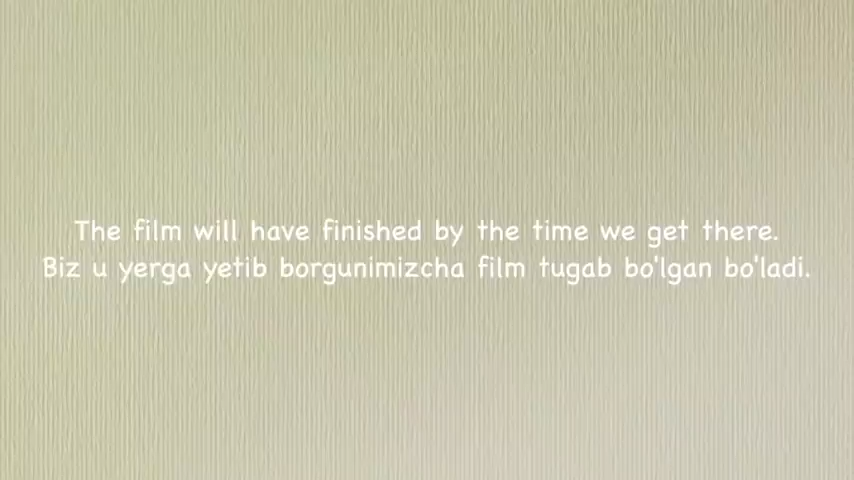 The film will have finished by the time we get there.
Biz u yerga yetib borgunimizcha film tugab bo'lgan bo'ladi.